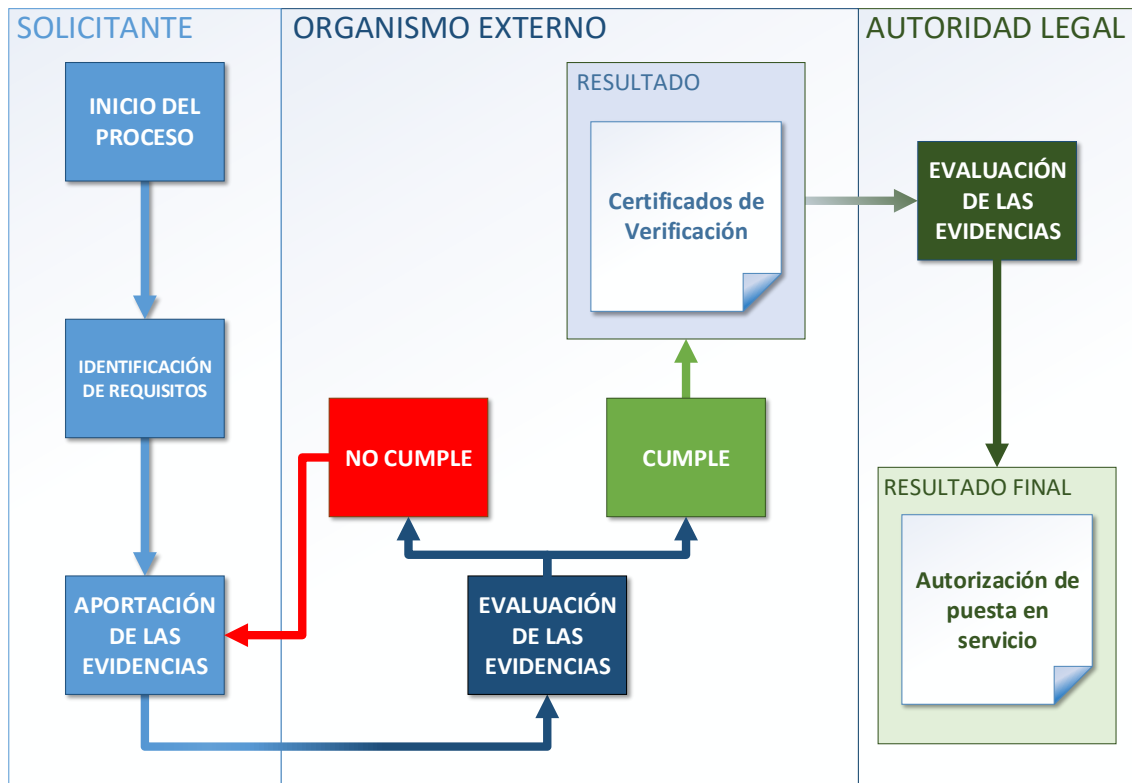 SOLICITANTE
INICIO DEL
PROCESO
IDENTIFICACIÓN
DE REQUISITOS
APORTACIÓN
DE LAS
EVIDENCIAS
ORGANISMO EXTERNO
RESULTADO
Certificados de
Verificación
NO CUMPLE
CUMPLE
EVALUACIÓN
DE LAS
EVIDENCIAS
AUTORIDAD LEGAL
EVALUACIÓN
DE LAS
EVIDENCIAS
RESULTADO FINAL
Autorización de
puesta en
servicio